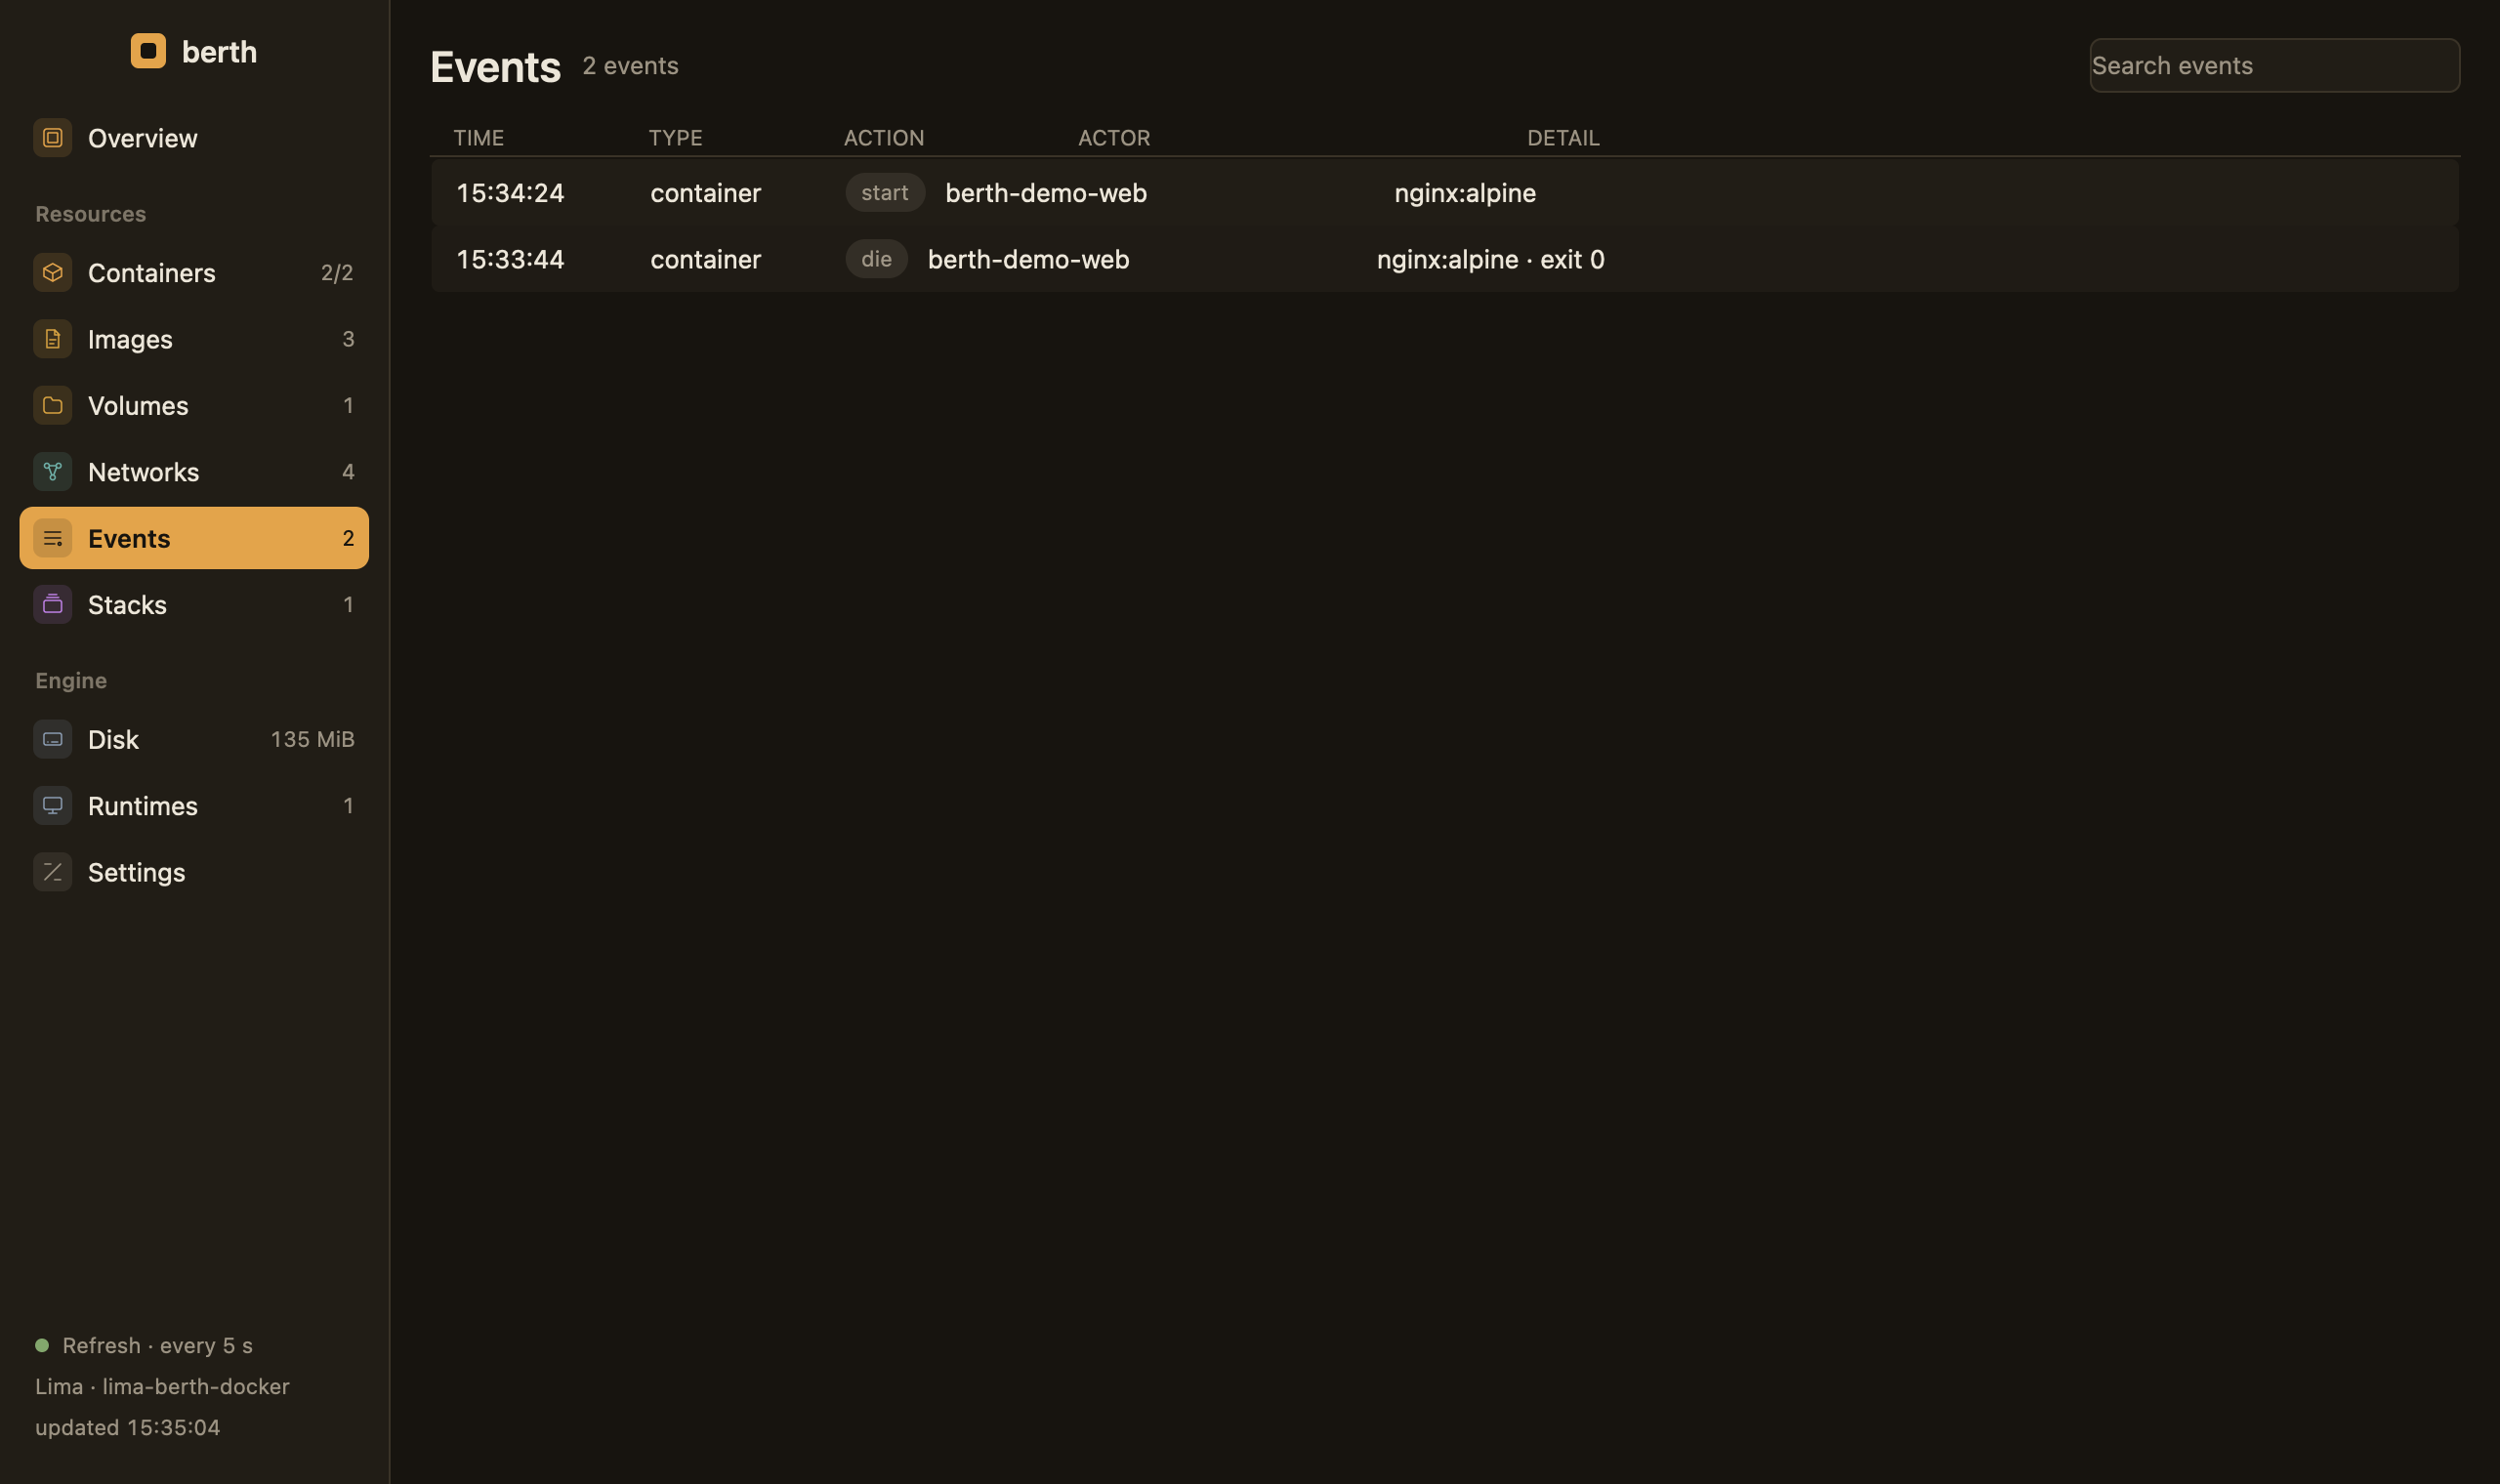 berth
Overview
Resources
Containers 2/2
Images 3
Volumes 1
Networks 4
Events 2
Stacks 1
Engine
Disk 135 MiB
Runtimes 1
Settings
Refresh · every 5 s
Lima · lima-berth-docker
updated 15:35:04
Events 2 events
Search events
TIME TYPE ACTION ACTOR DETAIL
15:34:24 container start berth-demo-web nginx:alpine
15:33:44 container die berth-demo-web nginx:alpine · exit 0